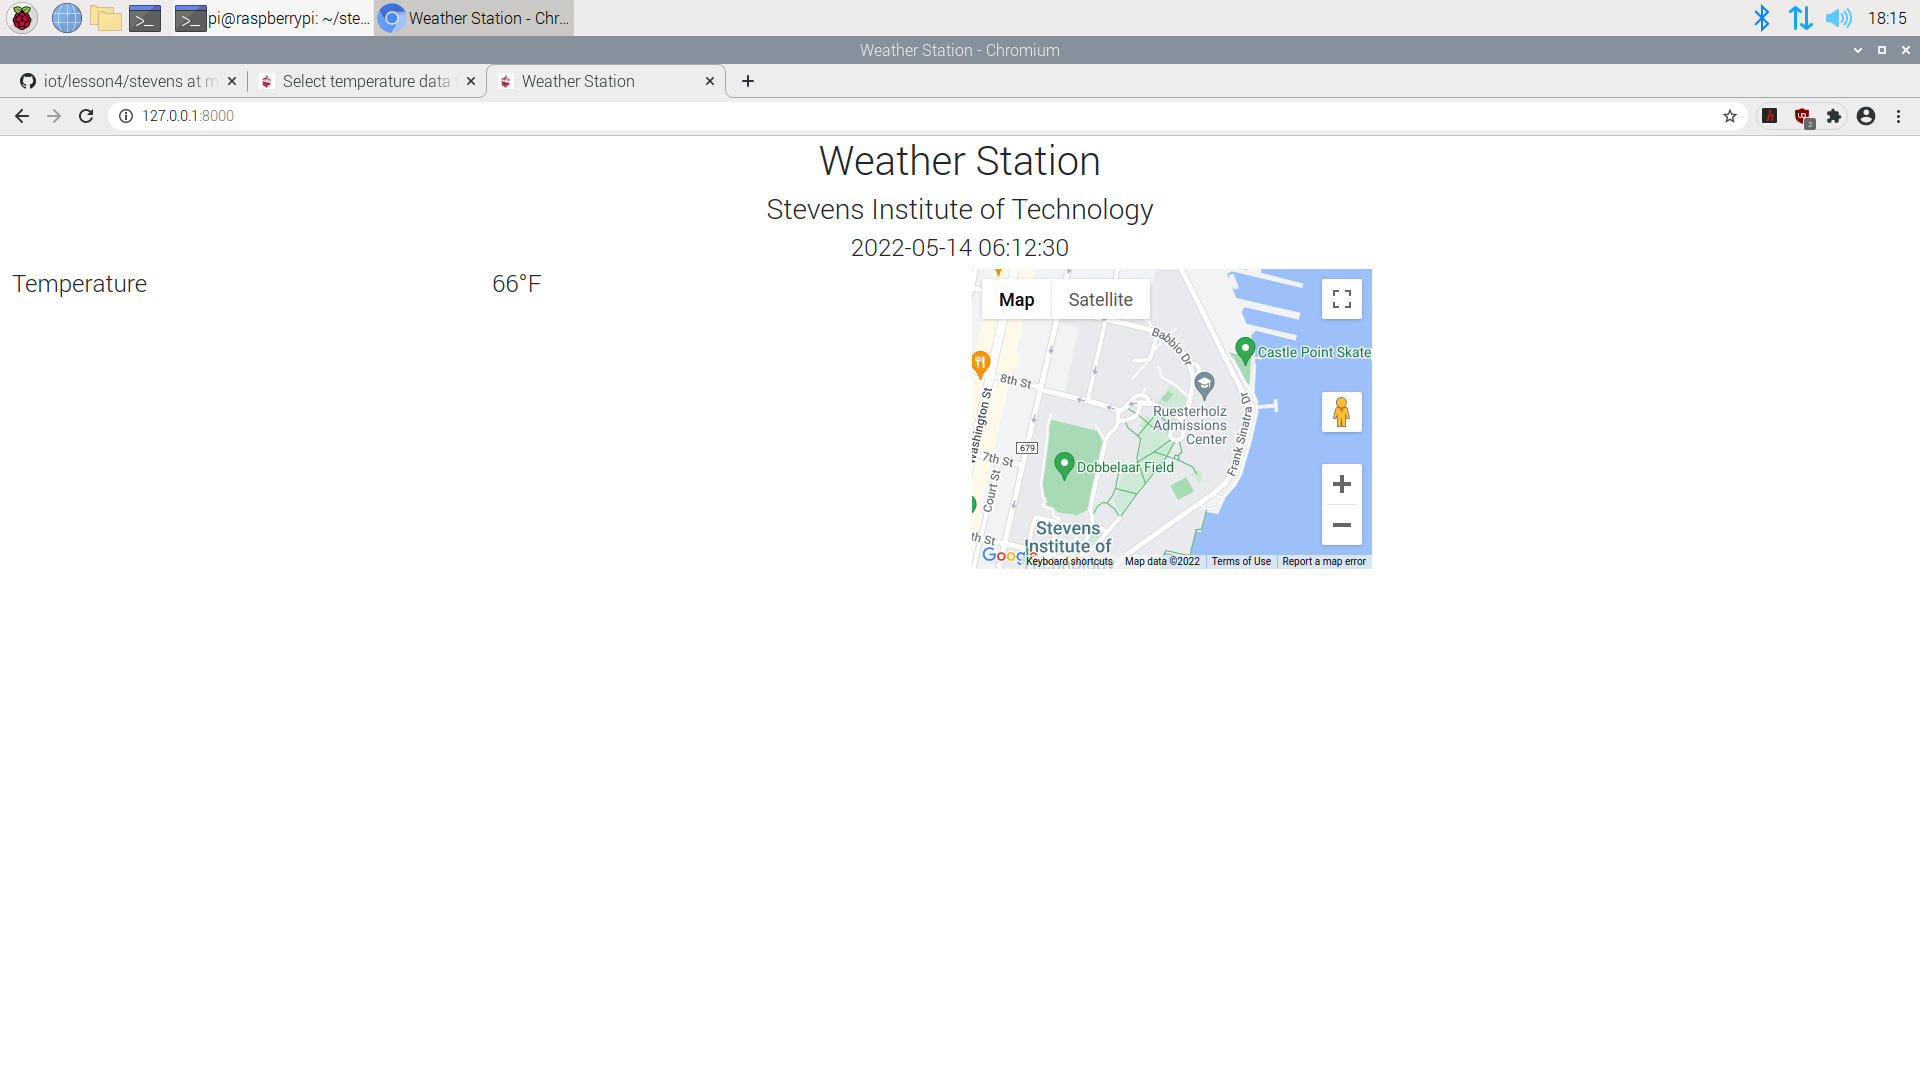 pi@raspberrypi: ~/ste...
Weather Station - Chr...
18:15
Weather Station - Chromium
iot/lesson4/stevens at m
Select temperature data
Weather Station
127.0.0.1:8000
2
Weather Station
Stevens Institute of Technology
2022-05-14 06:12:30
Temperature
66°F
Map
Satellite
Babbio Dr
Castle Point Skate
8th St
Washington St
Ruesterholz
Admissions
Center
Frank Sinatra Dr
679
7th St
Dobbelaar Field
Court St
Stevens
Institute of
th St
Google
Keyboard shortcuts
Map data ©2022
Terms of Use
Report a map error